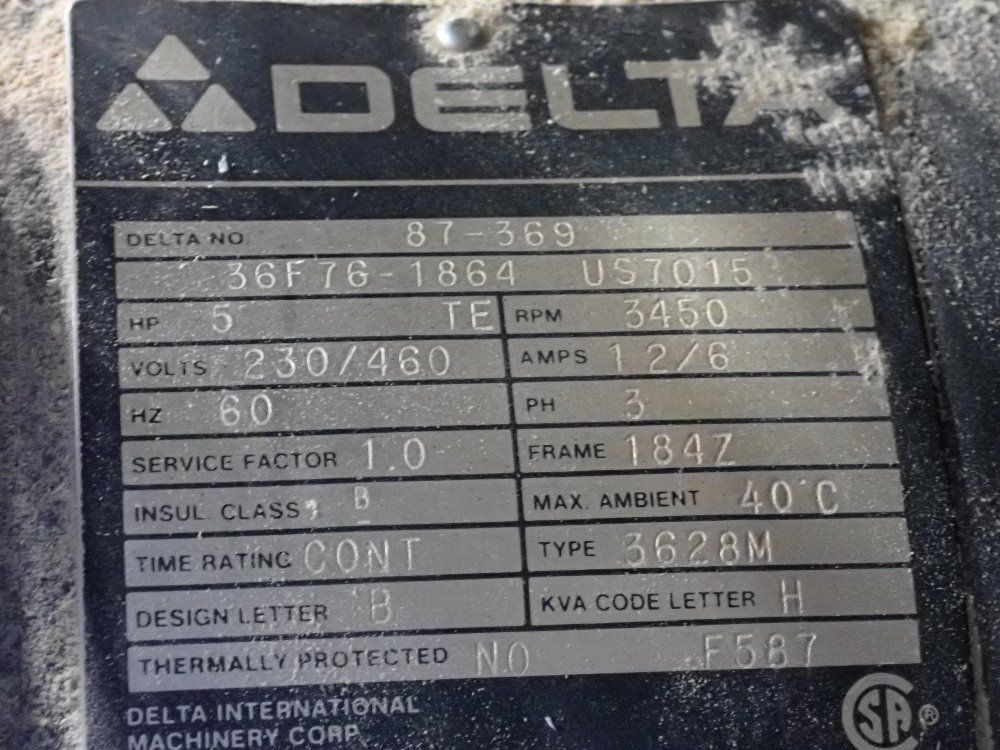 DELTA
DELTA NO. 87-369
36F76-1864 US7015
HP 5 TE RPM 3450
VOLTS 230/460 AMPS 12/6
HZ 60 PH 3
SERVICE FACTOR 1.0 FRAME 184Z
INSUL. CLASS B MAX. AMBIENT 40°C
TIME RATING CONT TYPE 3628M
DESIGN LETTER B KVA CODE LETTER H
THERMALLY PROTECTED NO F587
DELTA INTERNATIONAL
MACHINERY CORP
SA ®